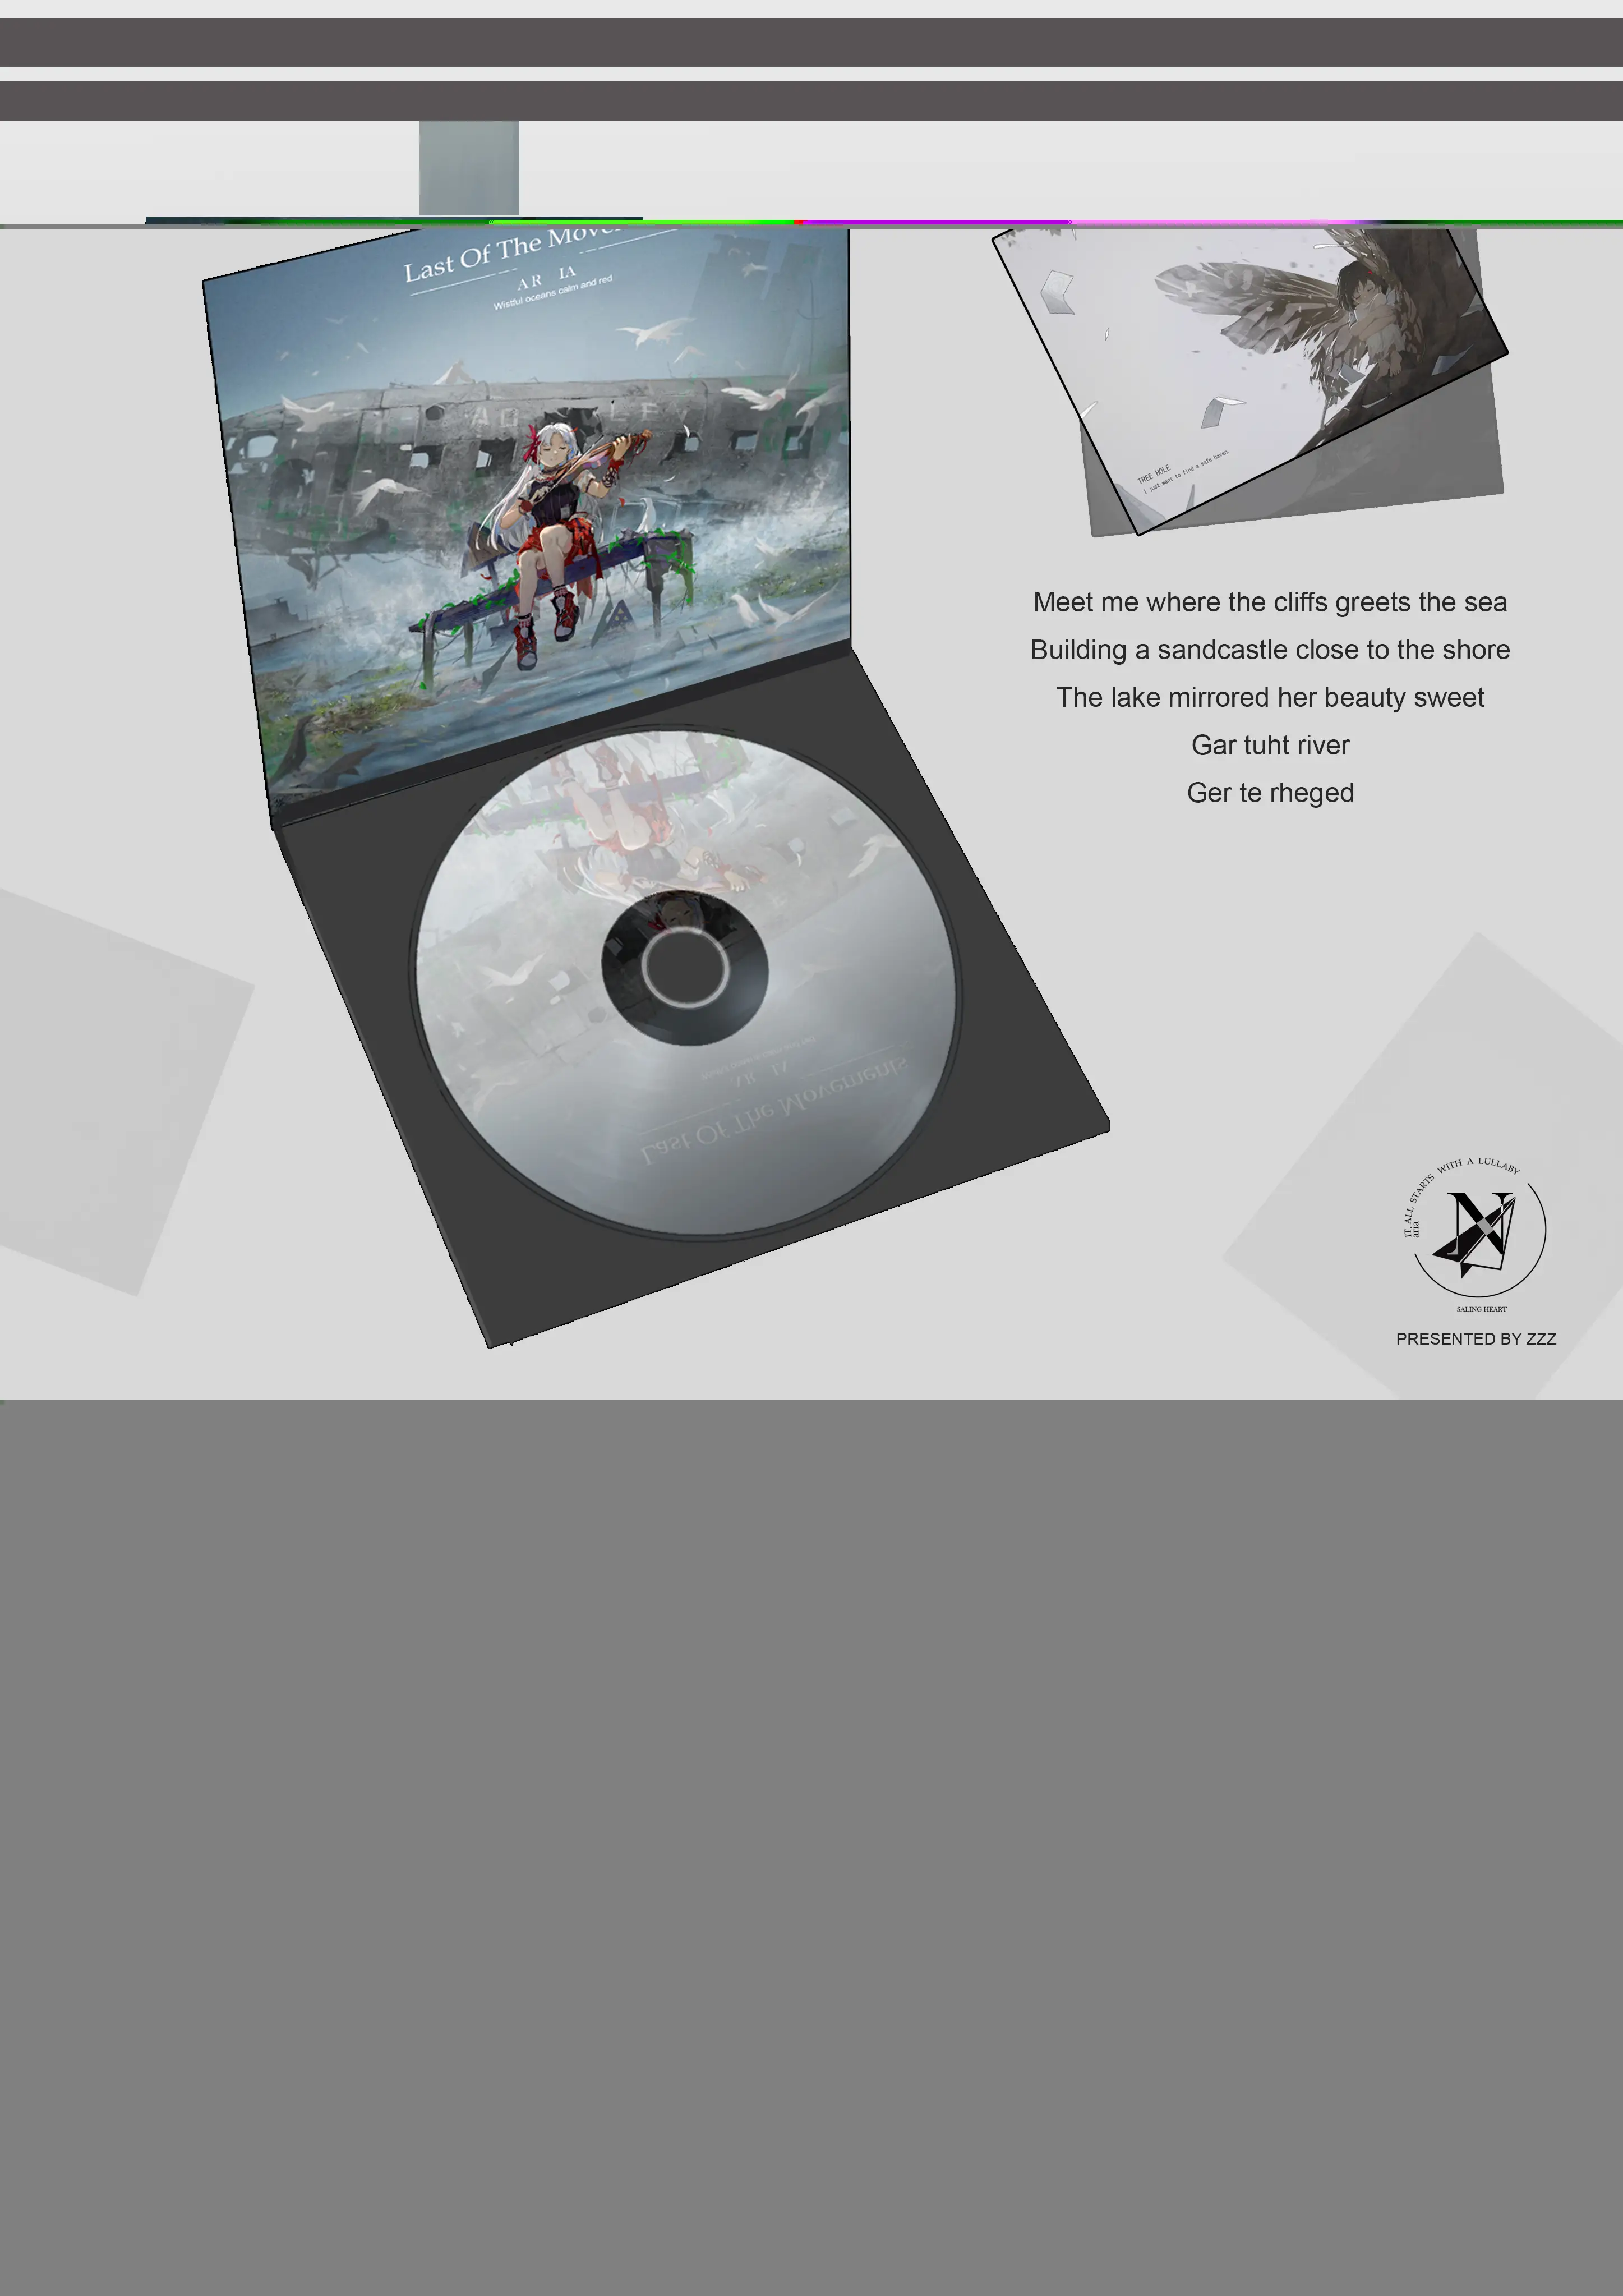 Last Of The Move
AR IA
Wistful oceans calm and red
TREE HOLE
I just want to find a safe haven
Meet me where the cliffs greets the sea
Building a sandcastle close to the shore
The lake mirrored her beauty sweet
Gar tuht river
Ger te rheged
AR IA
Last Of The Movements
IT ALL STARTS WITH A LULLABY
aria
N
SALING HEART
PRESENTED BY ZZZ